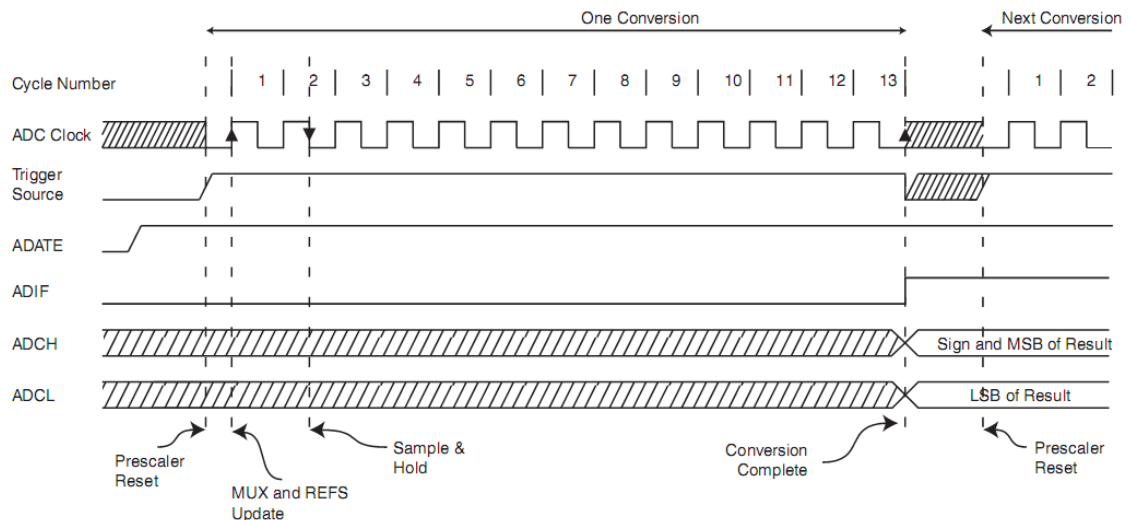 One Conversion
Next Conversion
Cycle Number 1 2 3 4 5 6 7 8 9 10 11 12 13 1 2
ADC Clock
Trigger
Source
ADATE
ADIF
ADCH
Sign and MSB of Result
ADCL
LSB of Result
Prescaler
Reset
MUX and REFS
Update
Sample &
Hold
Conversion
Complete
Prescaler
Reset